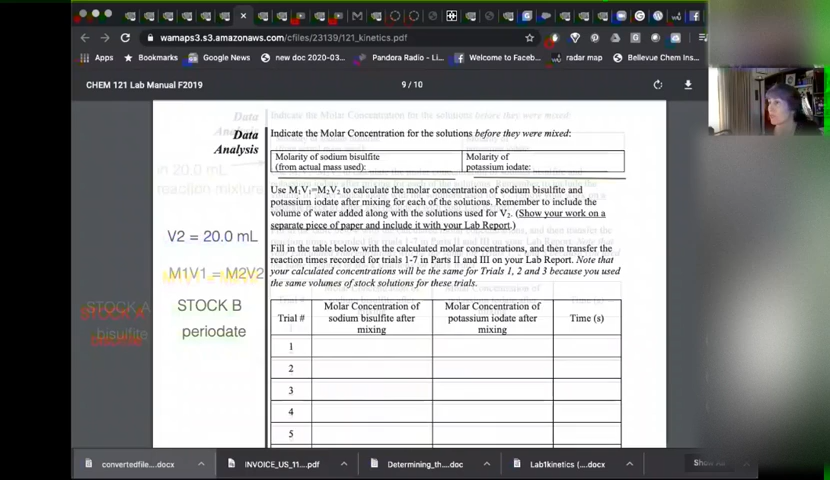 wamaps3.s3.amazonaws.com/cfiles/23139/121_kinetics.pdf
Apps
Bookmarks
Google News
new doc 2020-03...
Pandora Radio - Li...
Welcome to Faceb...
radar map
Bellevue Chem Ins...
CHEM 121 Lab Manual F2019
9 / 10
Data
Analysis
Indicate the Molar Concentration for the solutions before they were mixed:
Molarity of sodium bisulfite
(from actual mass used):
Molarity of
potassium iodate:
in 20.0 mL
reaction mixture
Use M₁V₁=M₂V₂ to calculate the molar concentration of sodium bisulfite and
potassium iodate after mixing for each of the solutions. Remember to include the
volume of water added along with the solutions used for V₂. (Show your work on a
separate piece of paper and include it with your Lab Report.)
V2 = 20.0 mL
M1V1 = M2V2
STOCK A
bisulfite
STOCK B
periodate
Fill in the table below with the calculated molar concentrations, and then transfer the
reaction times recorded for trials 1-7 in Parts II and III on your Lab Report. Note that
your calculated concentrations will be the same for Trials 1, 2 and 3 because you used
the same volumes of stock solutions for these trials.
Trial #
Molar Concentration of
sodium bisulfite after
mixing
Molar Concentration of
potassium iodate after
mixing
Time (s)
1
2
3
4
5
convertedfile....docx
INVOICE_US_11....pdf
Determining_th....doc
Lab1kinetics (....docx
Show All